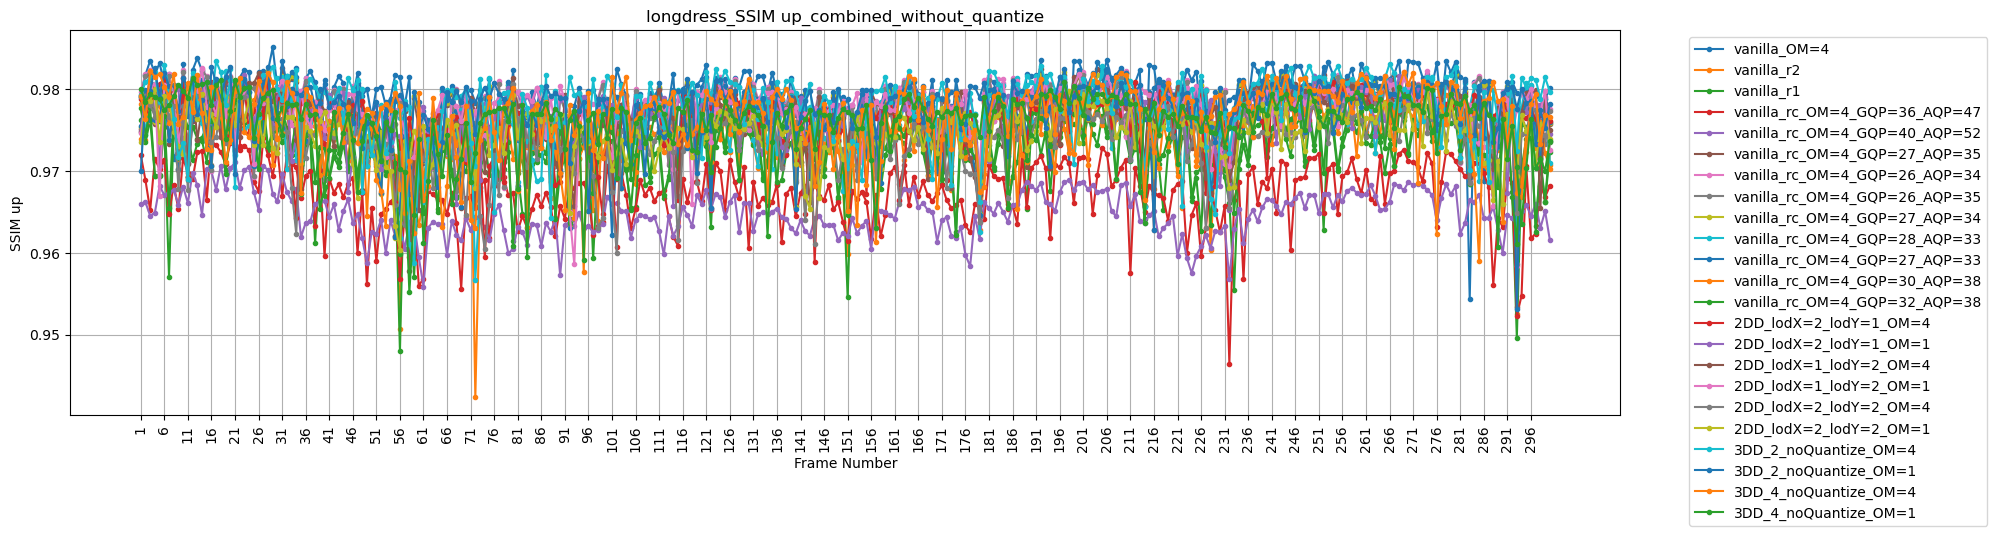 longdress_SSIM up_combined_without_quantize
SSIM up
0.98
0.97
0.96
0.95
1 6 11 16 21 26 31 36 41 46 51 56 61 66 71 76 81 86 91 96 101 106 111 116 121 126 131 136 141 146 151 156 161 166 171 176 181 186 191 196 201 206 211 216 221 226 231 236 241 246 251 256 261 266 271 276 281 286 291 296
Frame Number
vanilla_OM=4
vanilla_r2
vanilla_r1
vanilla_rc_OM=4_GQP=36_AQP=47
vanilla_rc_OM=4_GQP=40_AQP=52
vanilla_rc_OM=4_GQP=27_AQP=35
vanilla_rc_OM=4_GQP=26_AQP=34
vanilla_rc_OM=4_GQP=26_AQP=35
vanilla_rc_OM=4_GQP=27_AQP=34
vanilla_rc_OM=4_GQP=28_AQP=33
vanilla_rc_OM=4_GQP=27_AQP=33
vanilla_rc_OM=4_GQP=30_AQP=38
vanilla_rc_OM=4_GQP=32_AQP=38
2DD_lodX=2_lodY=1_OM=4
2DD_lodX=2_lodY=1_OM=1
2DD_lodX=1_lodY=2_OM=4
2DD_lodX=1_lodY=2_OM=1
2DD_lodX=2_lodY=2_OM=4
2DD_lodX=2_lodY=2_OM=1
3DD_2_noQuantize_OM=4
3DD_2_noQuantize_OM=1
3DD_4_noQuantize_OM=4
3DD_4_noQuantize_OM=1